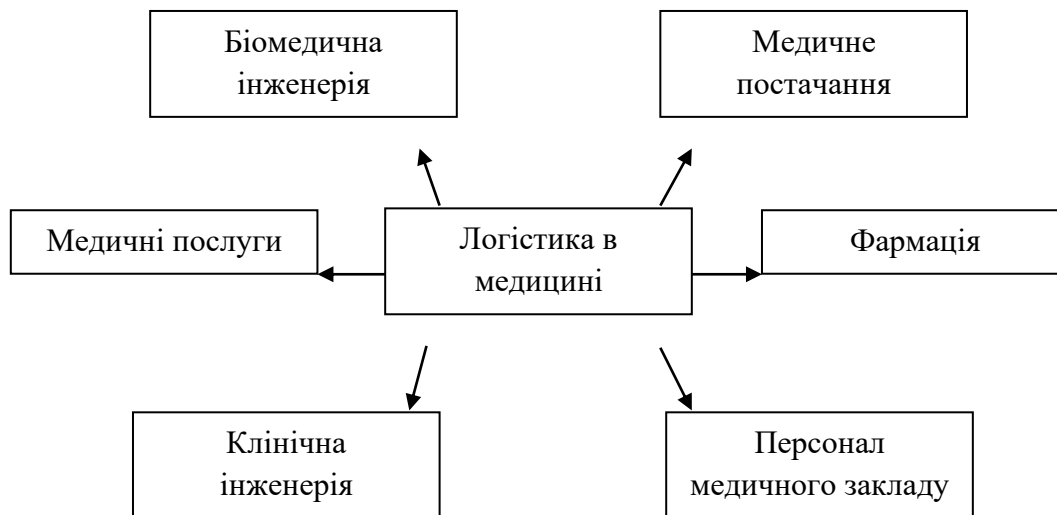 Біомедична
інженерія
Медичне
постачання
Медичні послуги
Логістика в
медицині
Фармація
Клінічна
інженерія
Персонал
медичного закладу